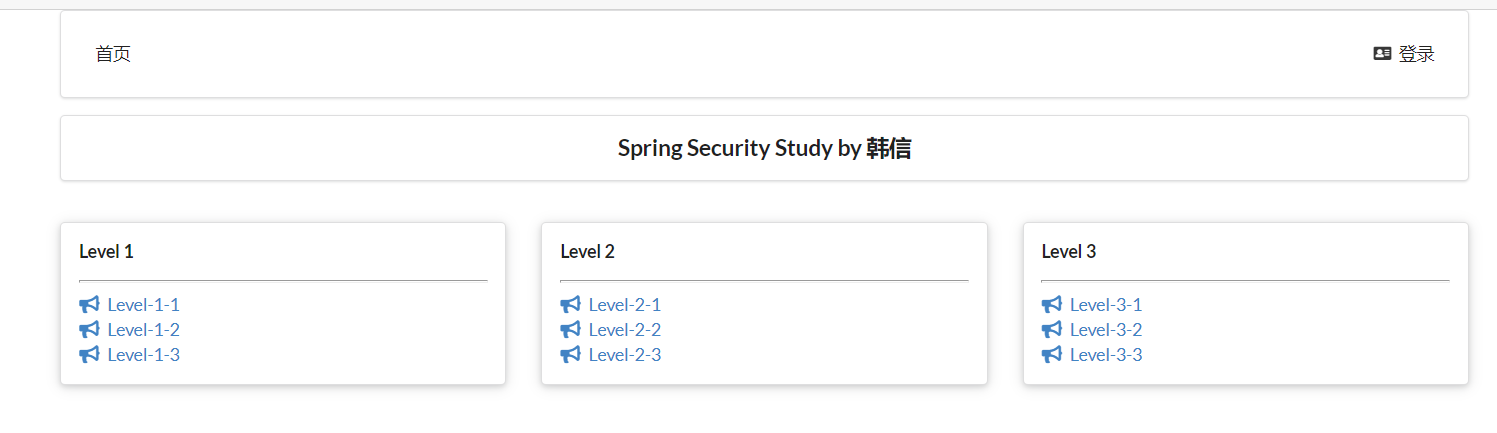 首页
登录
Spring Security Study by 韩信
Level 1
Level-1-1
Level-1-2
Level-1-3
Level 2
Level-2-1
Level-2-2
Level-2-3
Level 3
Level-3-1
Level-3-2
Level-3-3